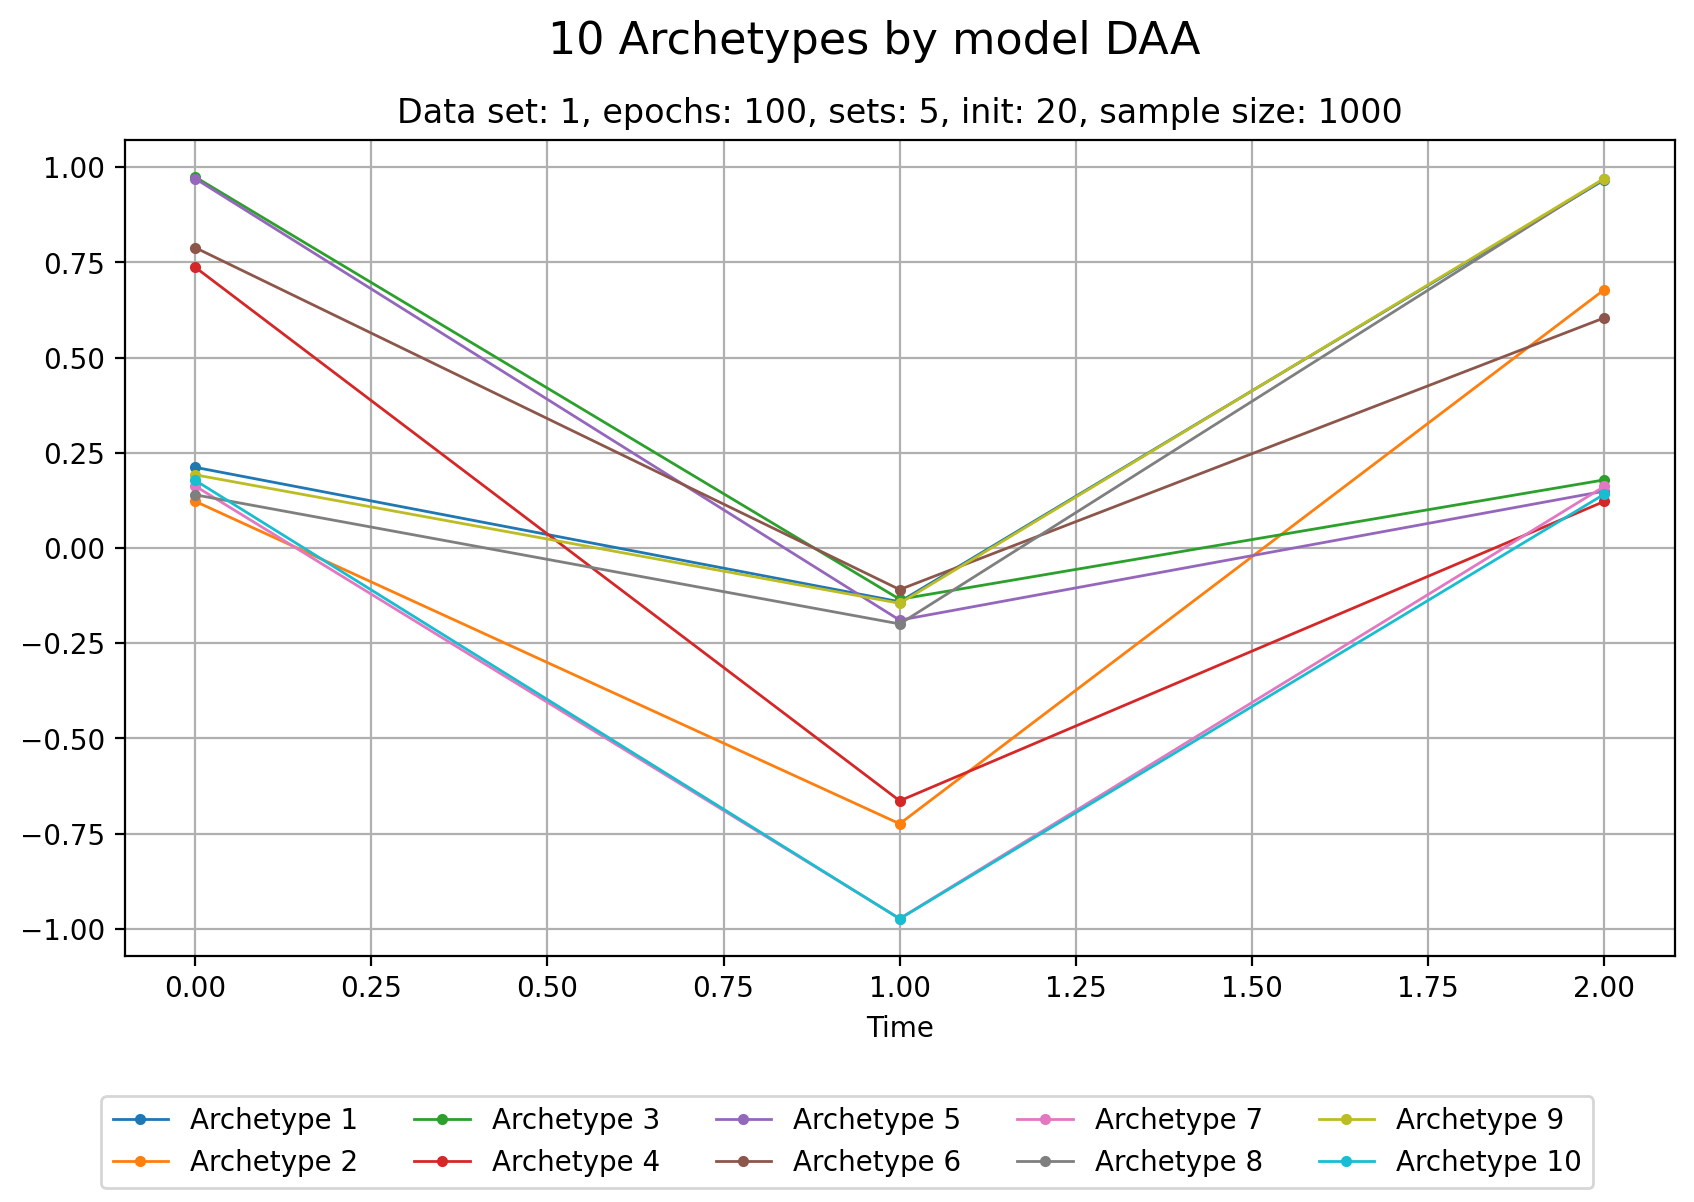 10 Archetypes by model DAA
Data set: 1, epochs: 100, sets: 5, init: 20, sample size: 1000
1.00
0.75
0.50
0.25
0.00
−0.25
−0.50
−0.75
−1.00
0.00 0.25 0.50 0.75 1.00 1.25 1.50 1.75 2.00
Time
Archetype 1 Archetype 3 Archetype 5 Archetype 7 Archetype 9
Archetype 2 Archetype 4 Archetype 6 Archetype 8 Archetype 10